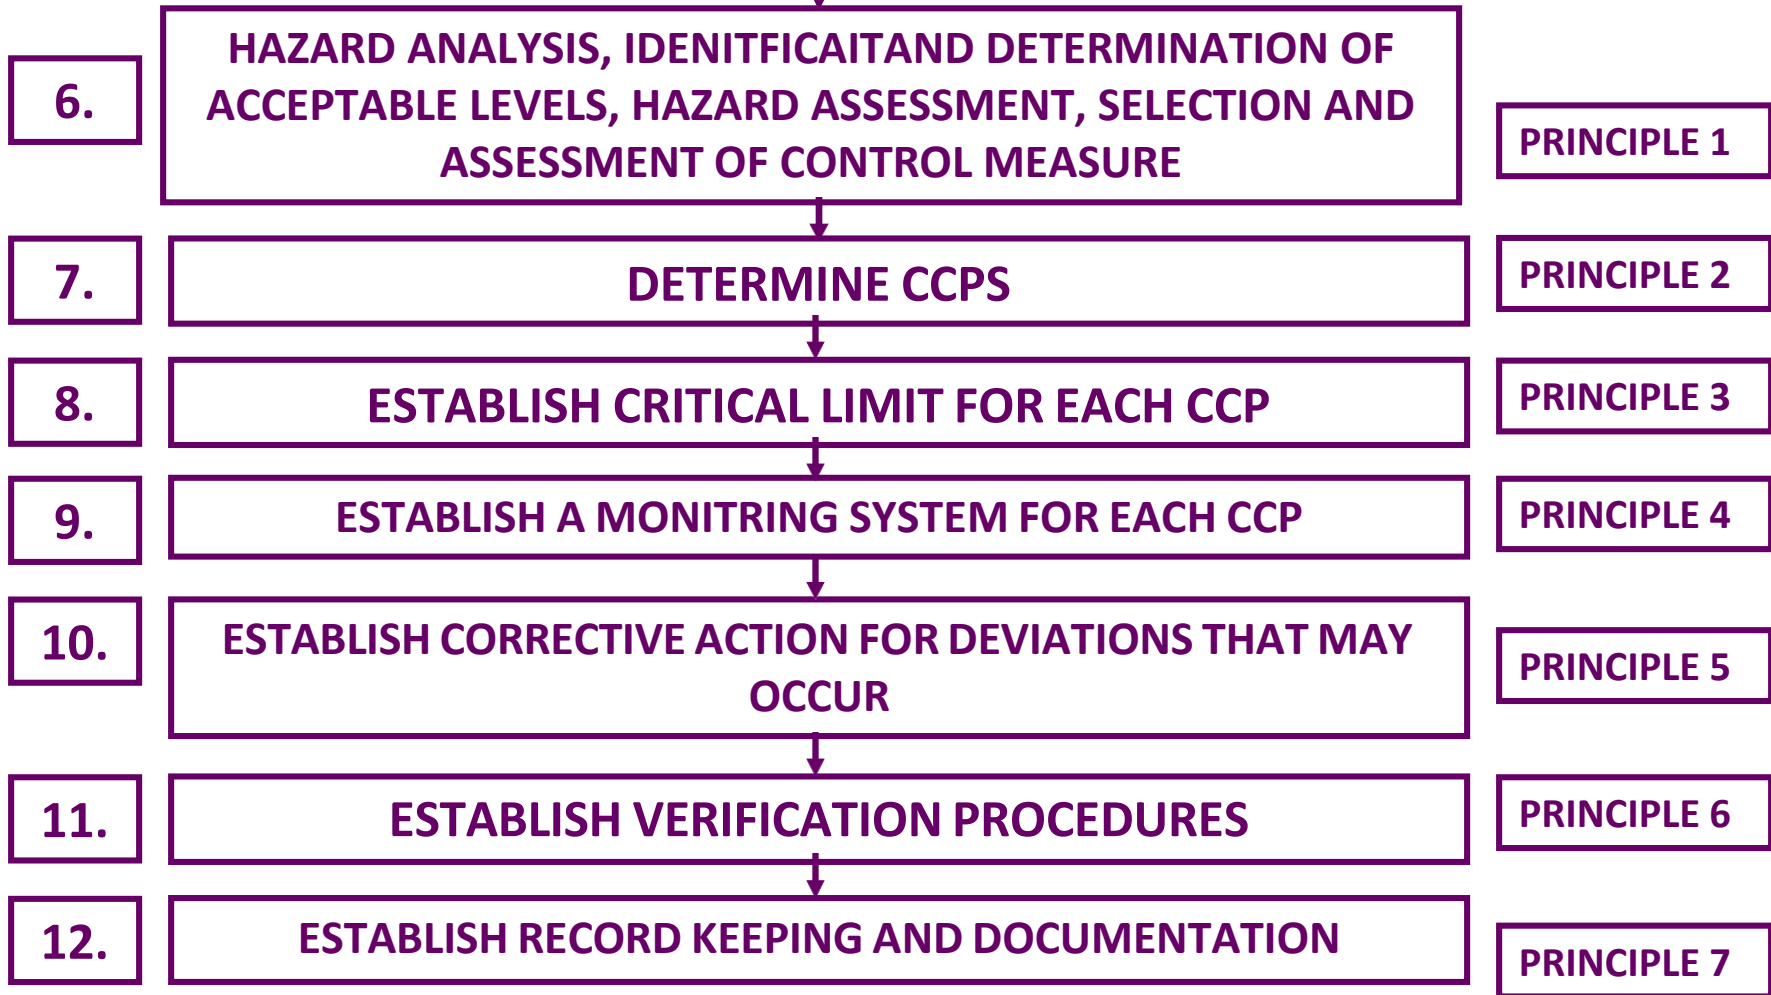 6.
HAZARD ANALYSIS, IDENITFICAITAND DETERMINATION OF
ACCEPTABLE LEVELS, HAZARD ASSESSMENT, SELECTION AND
ASSESSMENT OF CONTROL MEASURE
PRINCIPLE 1
7.
DETERMINE CCPS
PRINCIPLE 2
8.
ESTABLISH CRITICAL LIMIT FOR EACH CCP
PRINCIPLE 3
9.
ESTABLISH A MONITRING SYSTEM FOR EACH CCP
PRINCIPLE 4
10.
ESTABLISH CORRECTIVE ACTION FOR DEVIATIONS THAT MAY
OCCUR
PRINCIPLE 5
11.
ESTABLISH VERIFICATION PROCEDURES
PRINCIPLE 6
12.
ESTABLISH RECORD KEEPING AND DOCUMENTATION
PRINCIPLE 7